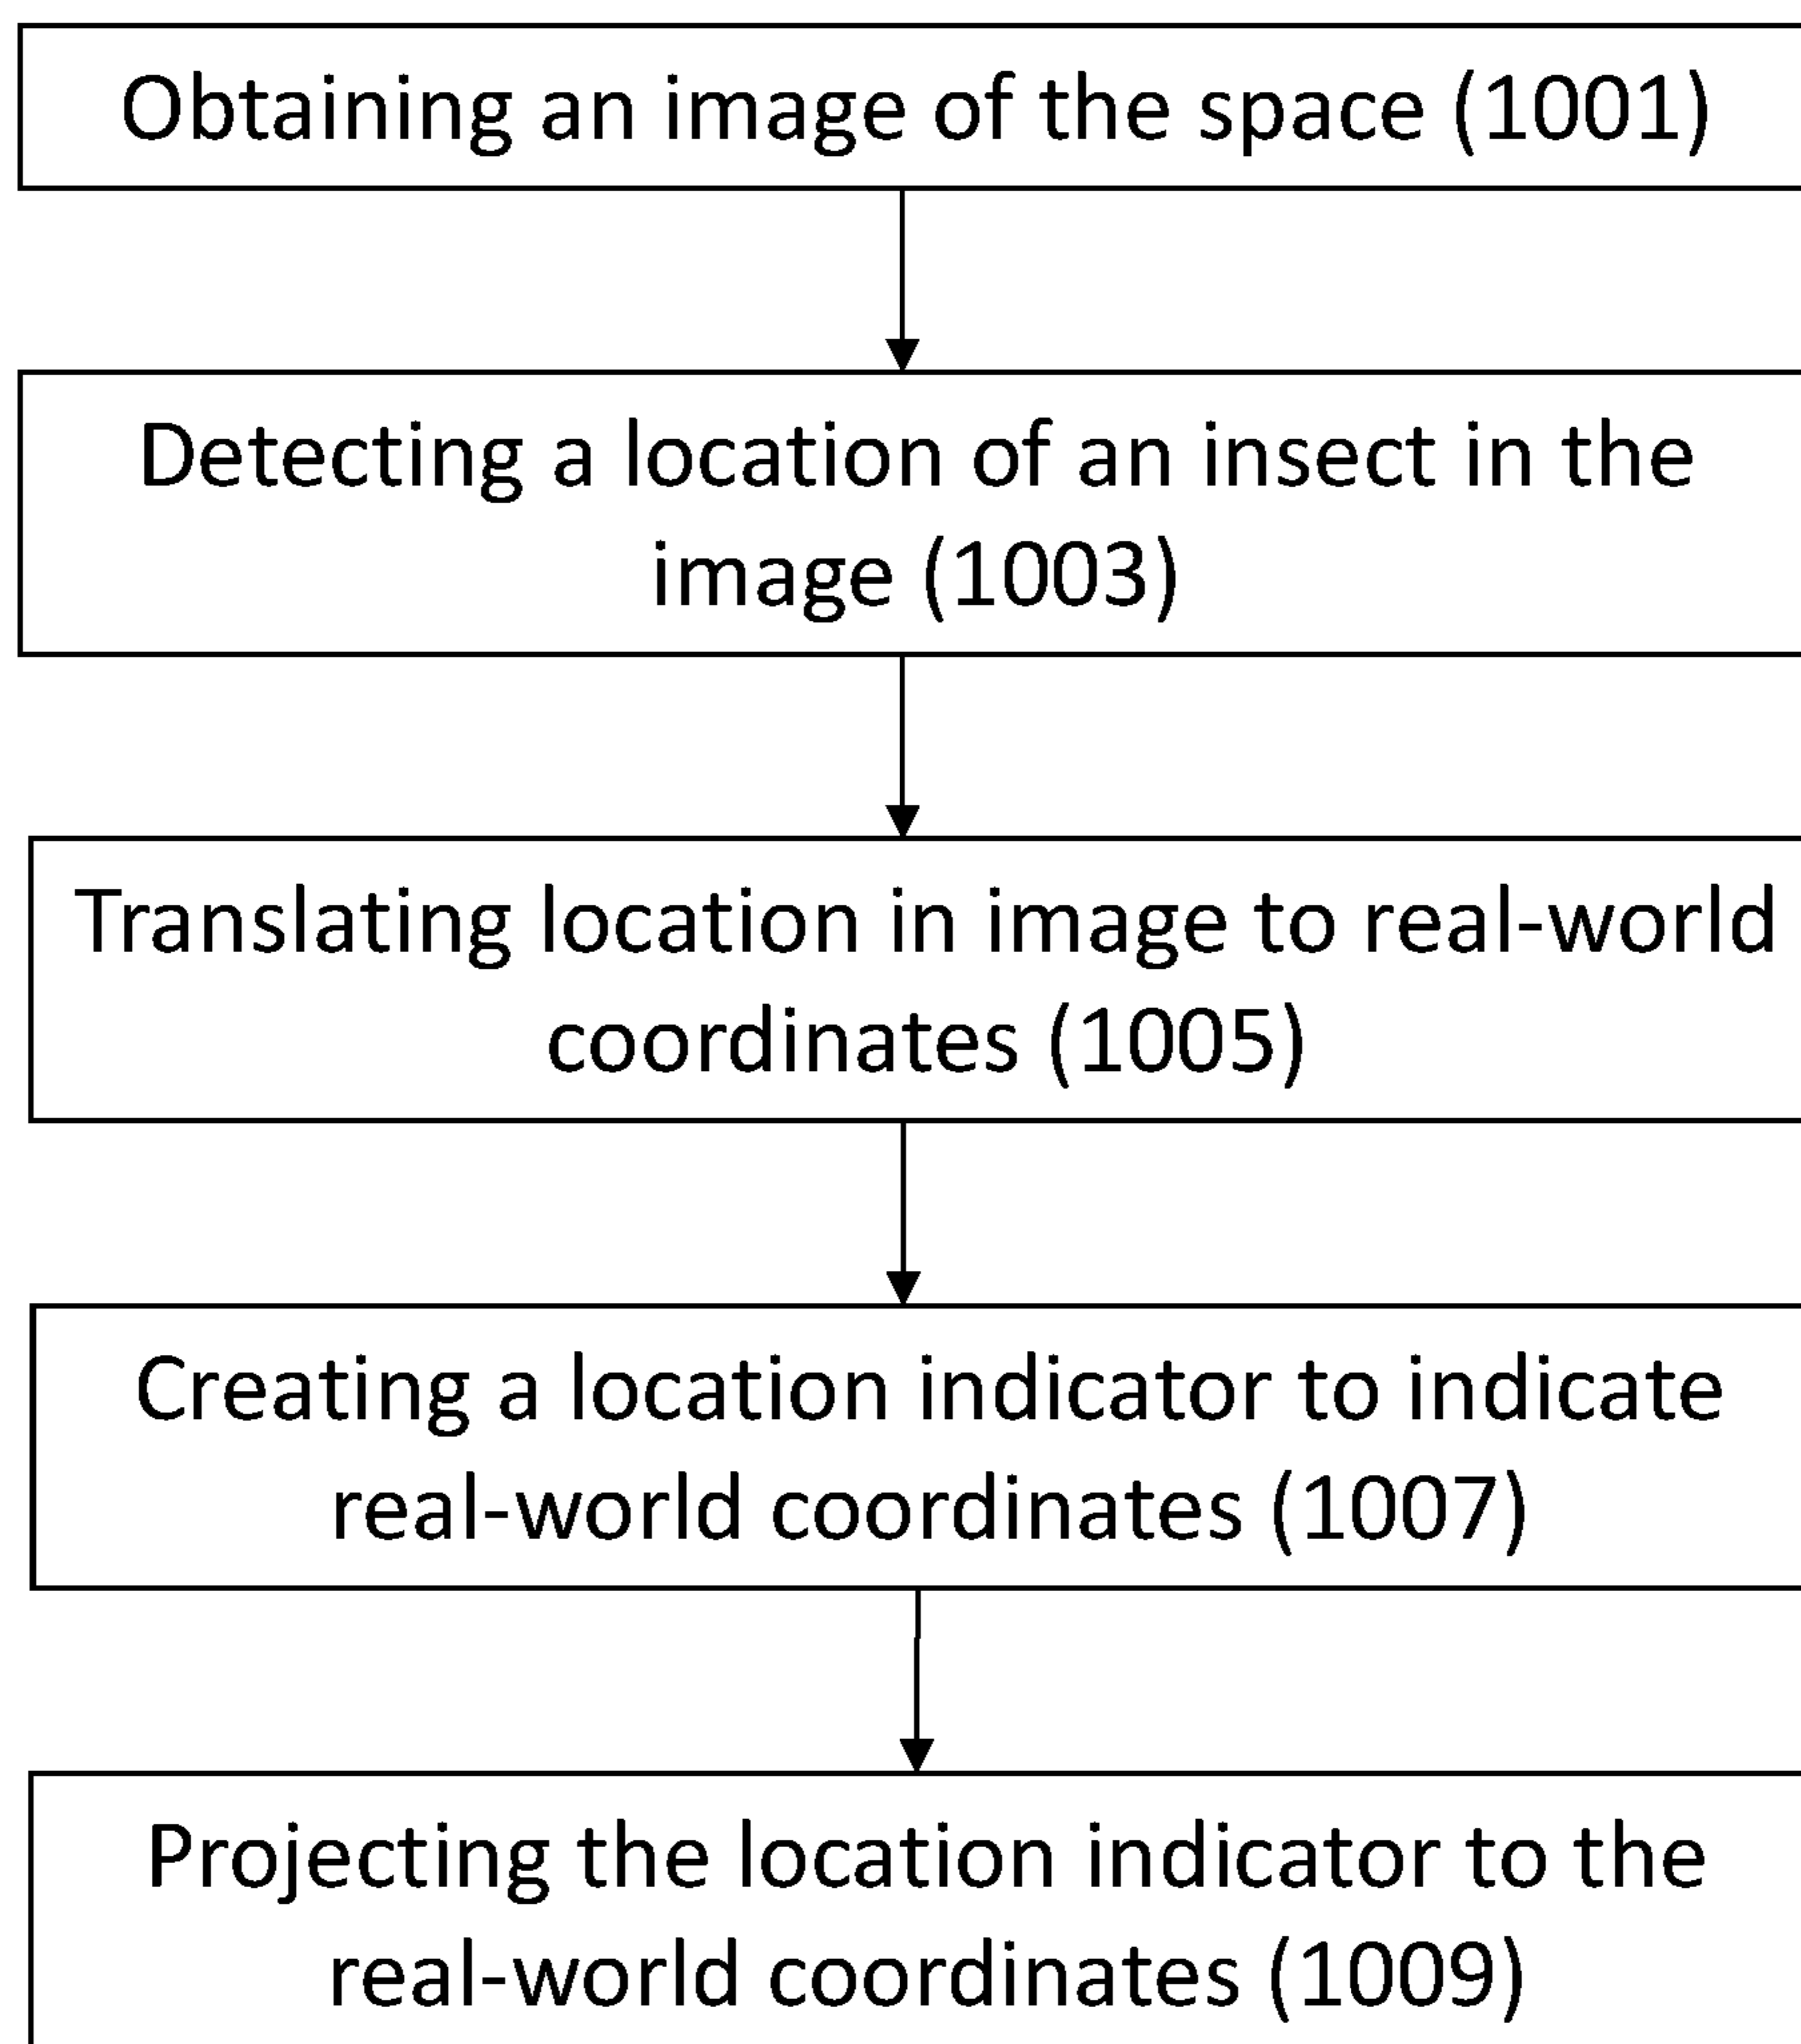 Obtaining an image of the space (1001)
Detecting a location of an insect in the
image (1003)
Translating location in image to real-world
coordinates (1005)
Creating a location indicator to indicate
real-world coordinates (1007)
Projecting the location indicator to the
real-world coordinates (1009)